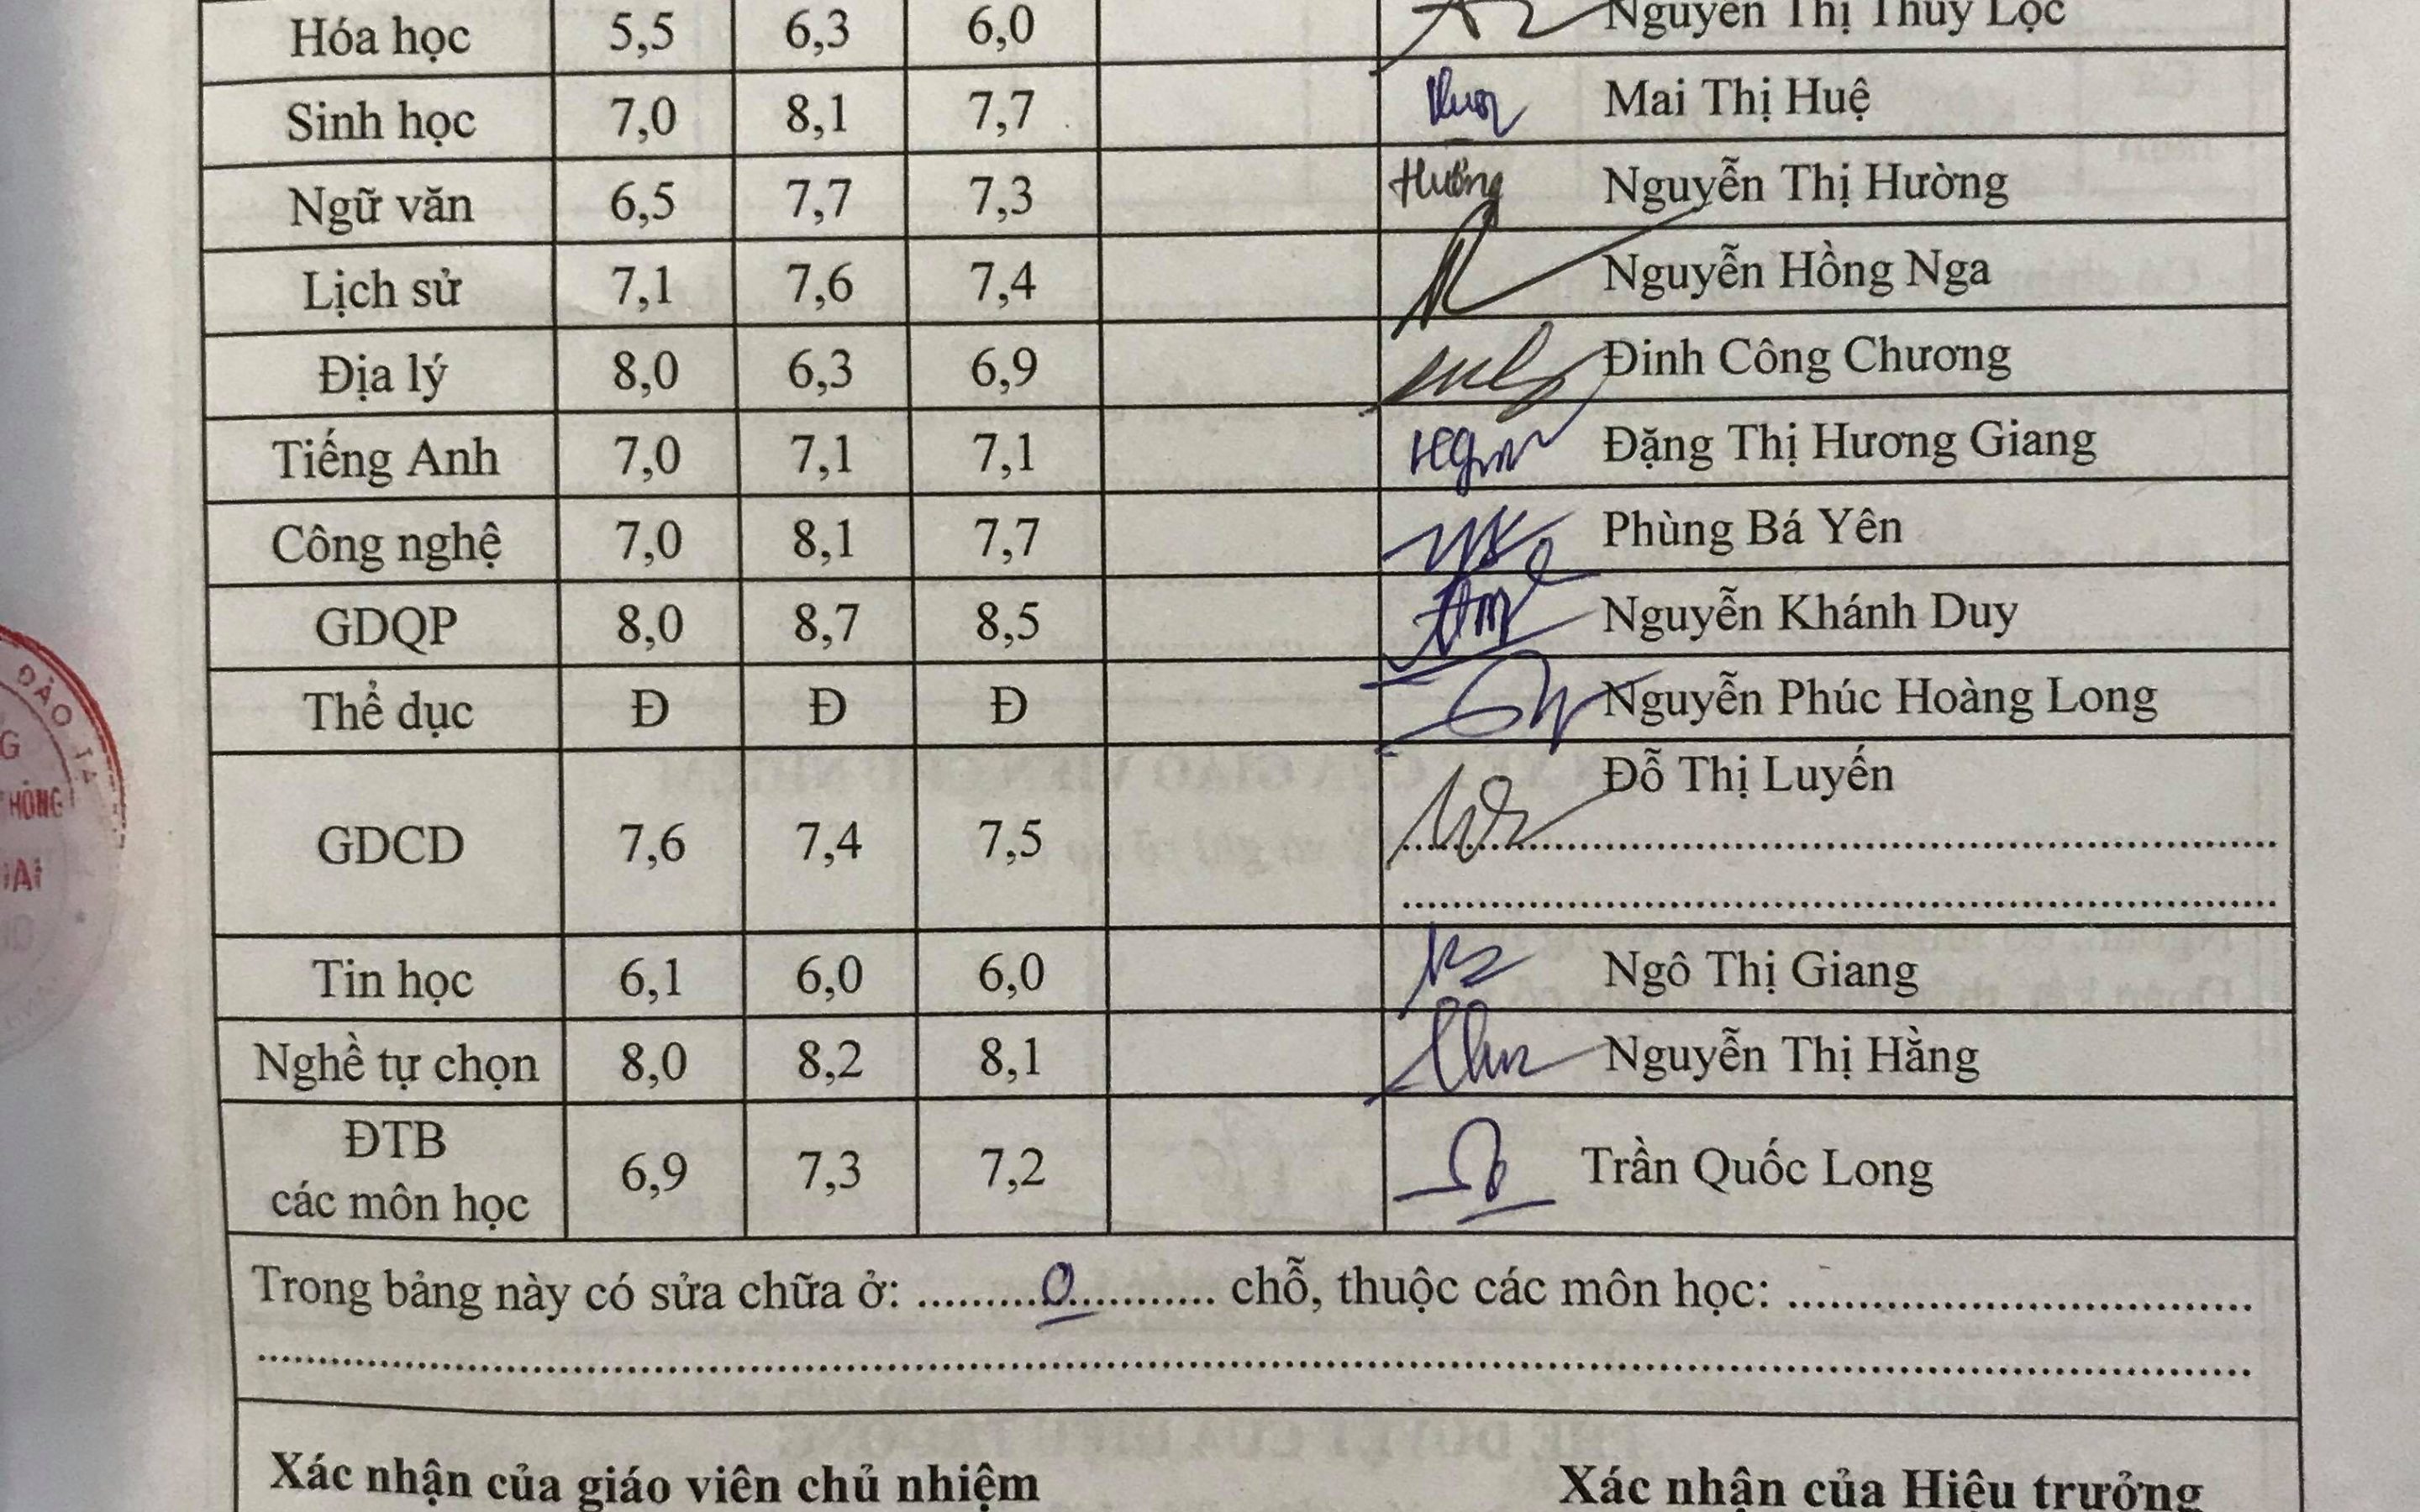 Hóa học 5,5 6,3 6,0 Nguyễn Thị Thúy Lộc
Sinh học 7,0 8,1 7,7 Mai Thị Huệ
Ngữ văn 6,5 7,7 7,3 Hường Nguyễn Thị Hường
Lịch sử 7,1 7,6 7,4 Nguyễn Hồng Nga
Địa lý 8,0 6,3 6,9 Đinh Công Chương
Tiếng Anh 7,0 7,1 7,1 Đặng Thị Hương Giang
Công nghệ 7,0 8,1 7,7 Phùng Bá Yên
GDQP 8,0 8,7 8,5 Nguyễn Khánh Duy
Thể dục Đ Đ Đ Nguyễn Phúc Hoàng Long
GDCD 7,6 7,4 7,5 Đỗ Thị Luyến
Tin học 6,1 6,0 6,0 Ngô Thị Giang
Nghề tự chọn 8,0 8,2 8,1 Nguyễn Thị Hằng
ĐTB
các môn học 6,9 7,3 7,2 Trần Quốc Long
Trong bảng này có sửa chữa ở: .........0............ chỗ, thuộc các môn học: ..................................
Xác nhận của giáo viên chủ nhiệm Xác nhận của Hiệu trưởng
ĐÀO TẠ
HÔNG